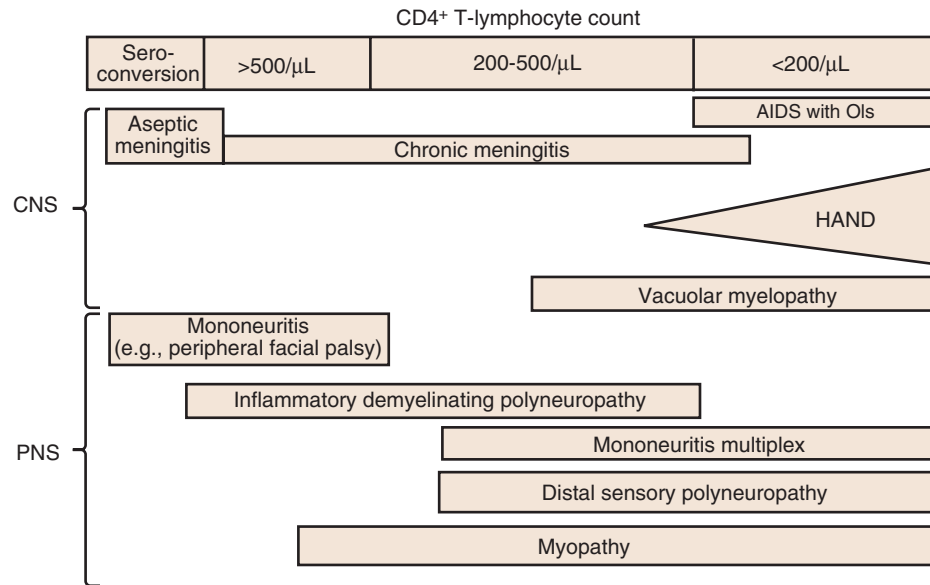 CD4⁺ T-lymphocyte count
Sero-
conversion
>500/μL
200-500/μL
<200/μL
AIDS with OIs
Aseptic
meningitis
Chronic meningitis
CNS
HAND
Vacuolar myelopathy
Mononeuritis
(e.g., peripheral facial palsy)
Inflammatory demyelinating polyneuropathy
PNS
Mononeuritis multiplex
Distal sensory polyneuropathy
Myopathy